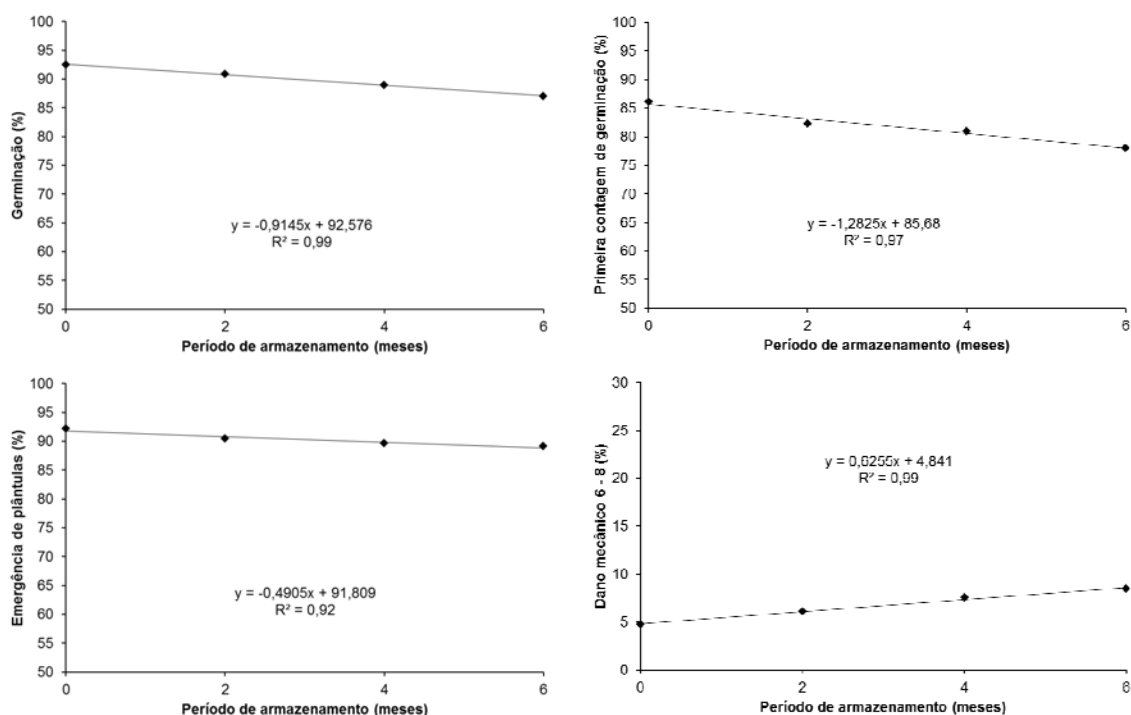 Germinação (%)
100
95
90
85
80
75
70
65
60
55
50
y = -0,9145x + 92,576
R² = 0,99
0 2 4 6
Período de armazenamento (meses)
Primeira contagem de germinação (%)
100
95
90
85
80
75
70
65
60
55
50
y = -1,2825x + 85,68
R² = 0,97
0 2 4 6
Período de armazenamento (meses)
Emergência de plântulas (%)
100
95
90
85
80
75
70
65
60
55
50
y = -0,4905x + 91,809
R² = 0,92
0 2 4 6
Período de armazenamento (meses)
Dano mecânico 6 - 8 (%)
30
25
20
15
10
5
0
y = 0,6255x + 4,841
R² = 0,99
0 2 4 6
Período de armazenamento (meses)